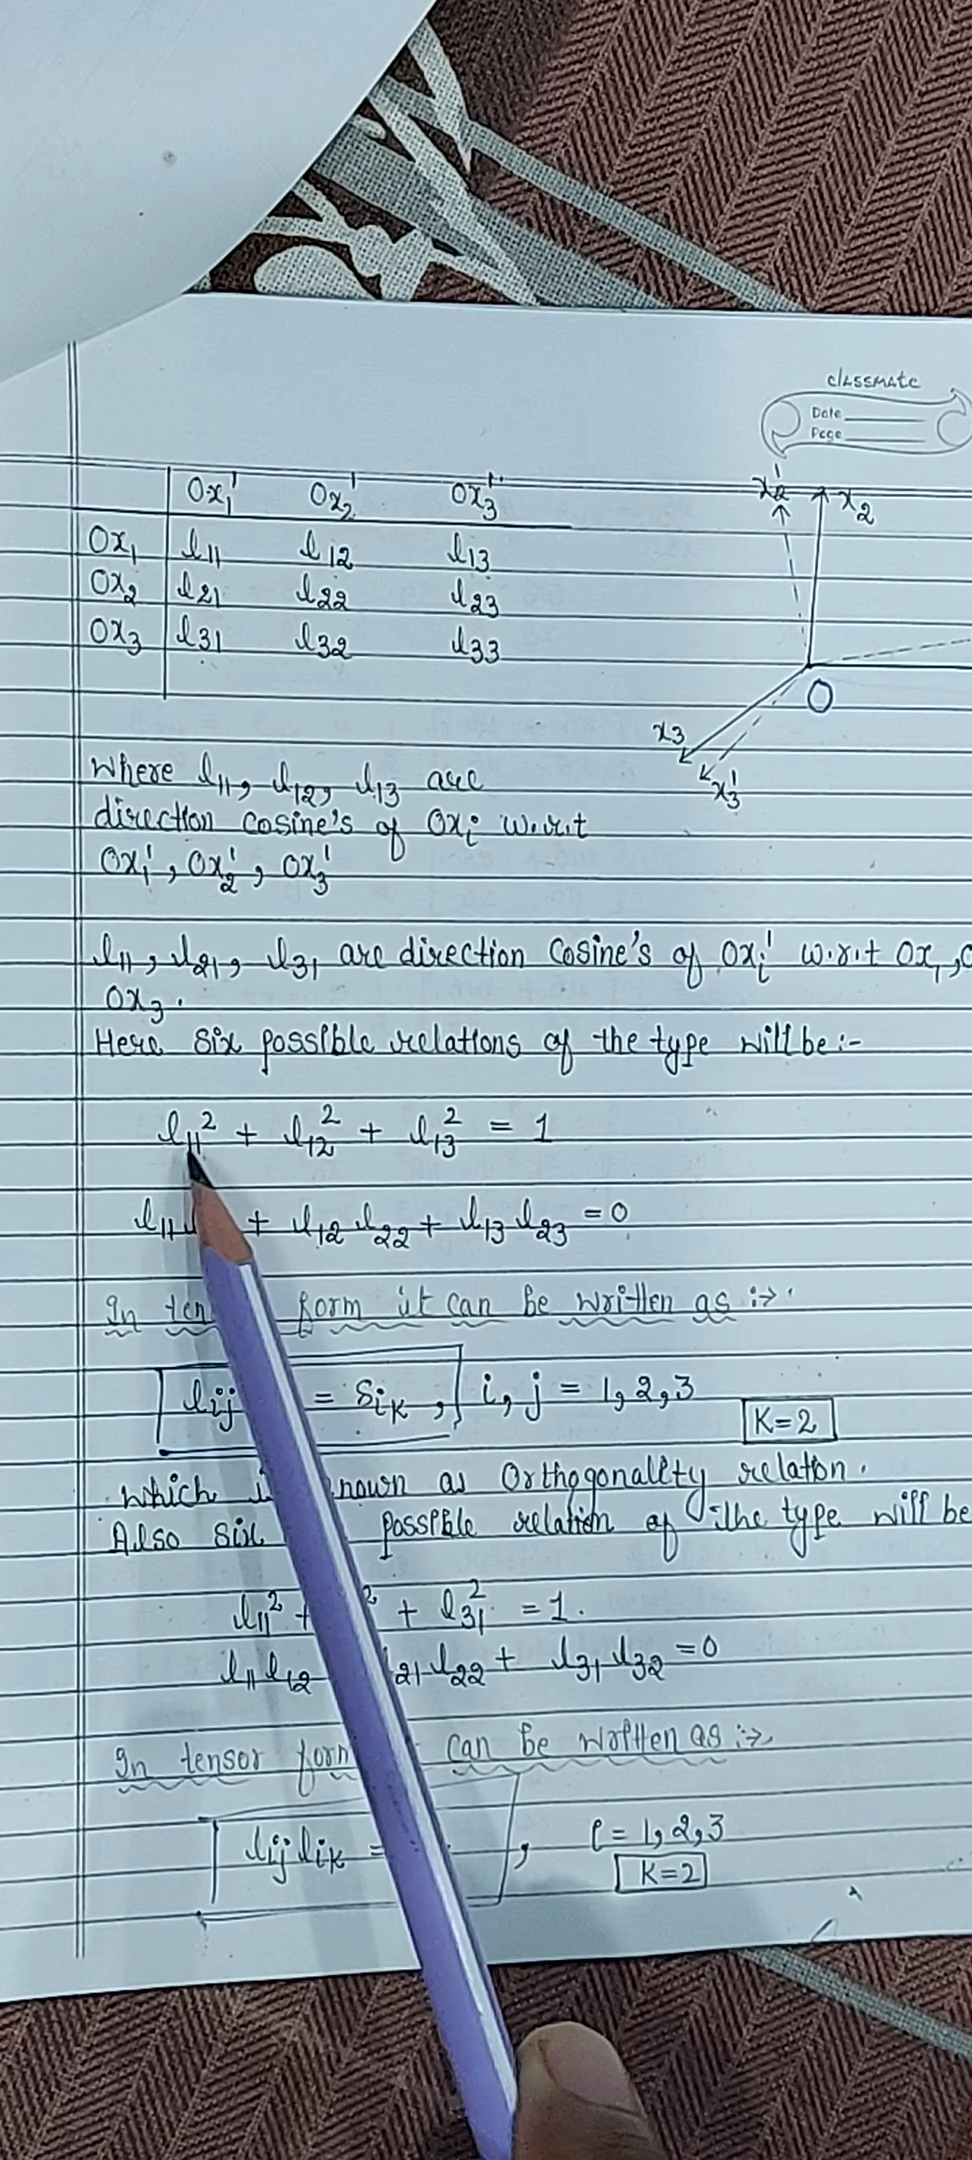 classmate
Date
Page
Ox₁' Ox₂' Ox₃'
Ox₁ l₁₁ l₁₂ l₁₃
Ox₂ l₂₁ l₂₂ l₂₃
Ox₃ l₃₁ l₃₂ l₃₃
x₂' x₂
O
x₃
x₃'
Where l₁₁, l₁₂, l₁₃ are
direction cosine's of Oxᵢ w.r.t
Ox₁', Ox₂', Ox₃'
l₁₁, l₂₁, l₃₁ are direction cosine's of Oxᵢ' w.r.t Ox₁,
Ox₃.
Here six possible relations of the type will be :-
l₁₁² + l₁₂² + l₁₃² = 1
l₁₁ + l₁₂ l₂₂ + l₁₃ l₂₃ = 0
In form it can be written as :->
lij = δik, i, j = 1, 2, 3
K=2
which as Orthogonality relation.
Also six possible relation of the type will be
l₁₁² + ² + l₃₁² = 1.
l₁₁ l₁₂ ₂₁ l₂₂ + l₃₁ l₃₂ = 0
In tensor can be written as :->
lij lik = , i = 1, 2, 3
K=2